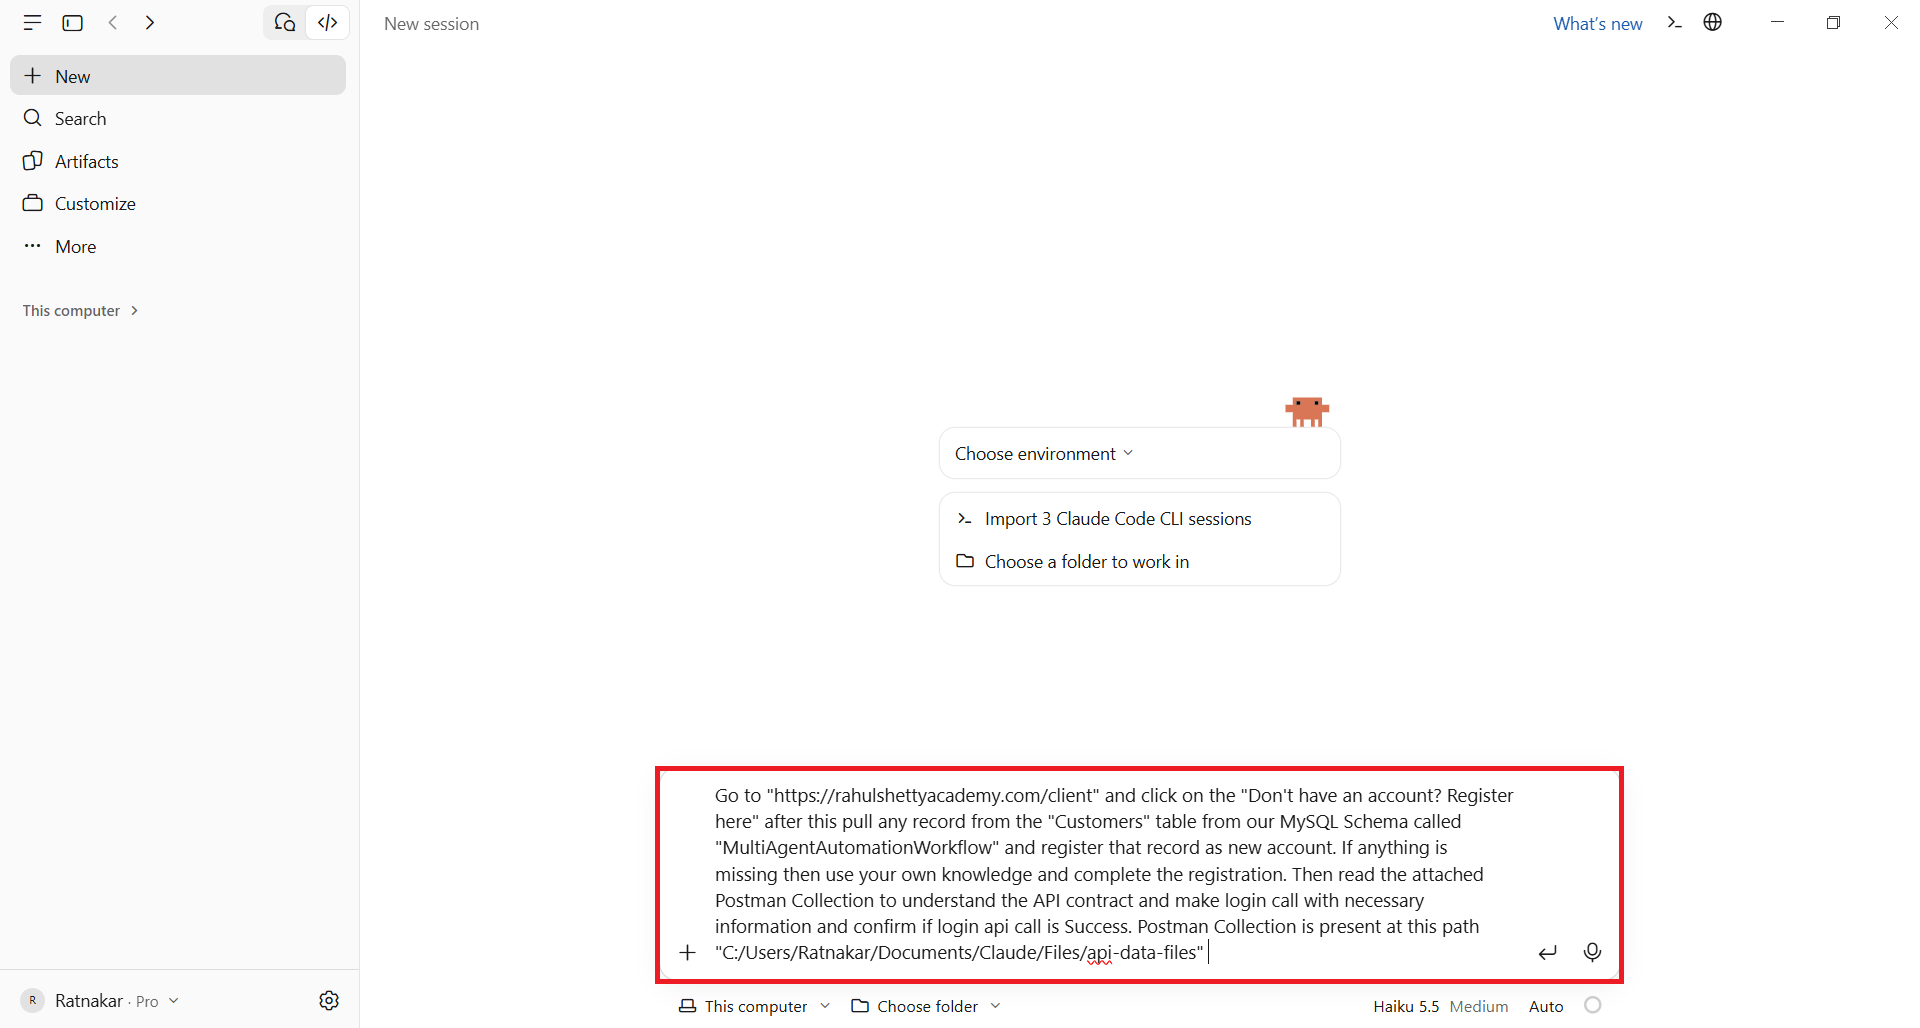 New session
What's new
New
Search
Artifacts
Customize
More
This computer
Choose environment
Import 3 Claude Code CLI sessions
Choose a folder to work in
Go to "https://rahulshettyacademy.com/client" and click on the "Don't have an account? Register
here" after this pull any record from the "Customers" table from our MySQL Schema called
"MultiAgentAutomationWorkflow" and register that record as new account. If anything is
missing then use your own knowledge and complete the registration. Then read the attached
Postman Collection to understand the API contract and make login call with necessary
information and confirm if login api call is Success. Postman Collection is present at this path
"C:/Users/Ratnakar/Documents/Claude/Files/api-data-files"
R Ratnakar · Pro
This computer Choose folder Haiku 5.5 Medium Auto